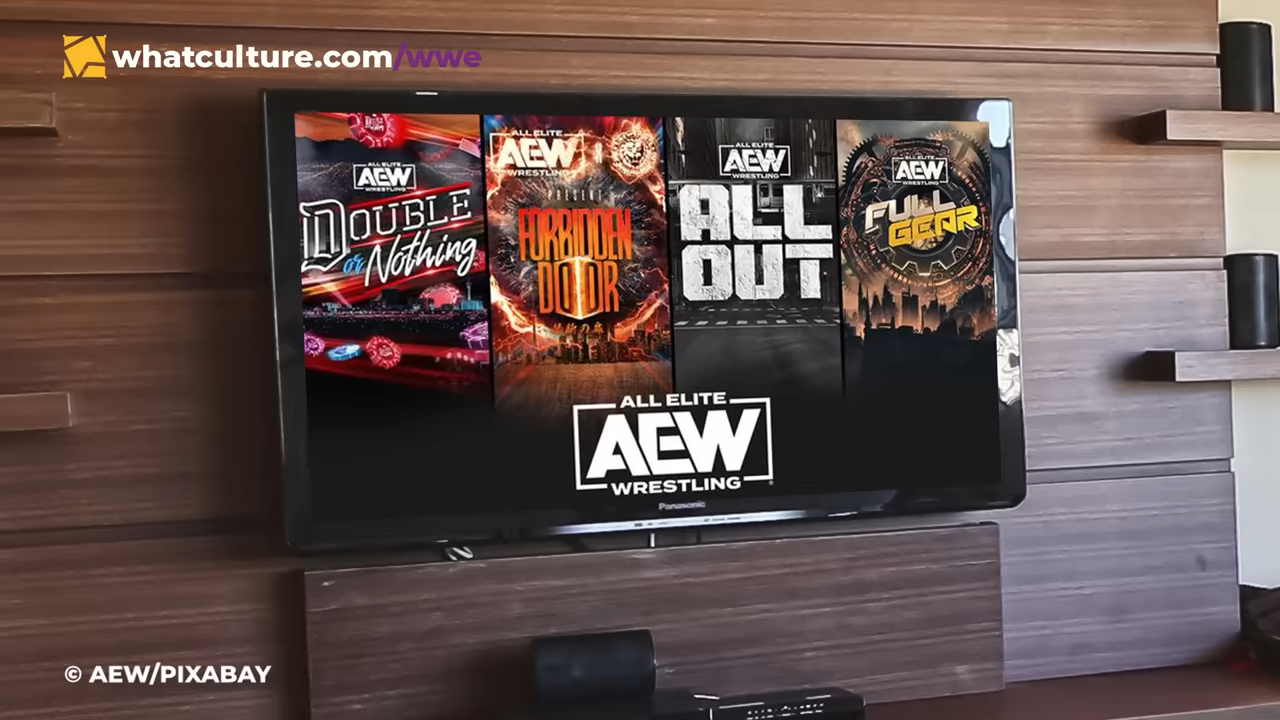 whatculture.com/wwe
ALL ELITE
AEW
WRESTLING
DOUBLE
or Nothing
ALL ELITE
AEW
WRESTLING
PRESENT
FORBIDDEN
DOOR
ALL ELITE
AEW
WRESTLING
ALL
OUT
ALL ELITE
AEW
WRESTLING
FULL
GEAR
ALL ELITE
AEW
WRESTLING
Panasonic
© AEW/PIXABAY